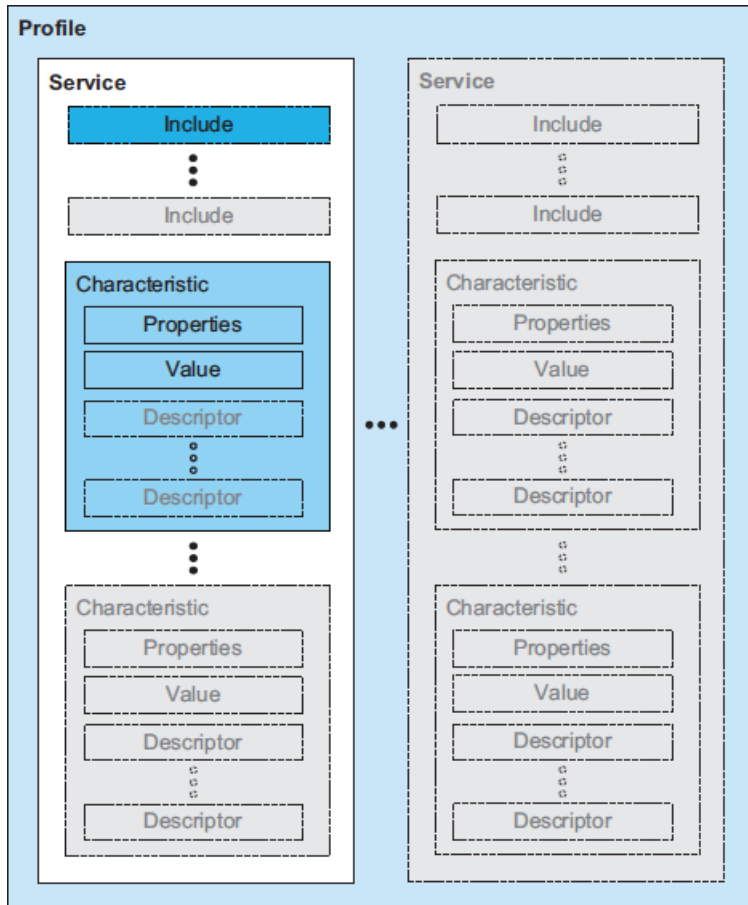 Profile
Service
Include
Include
Characteristic
Properties
Value
Descriptor
Descriptor
Characteristic
Properties
Value
Descriptor
Descriptor
Service
Include
Include
Characteristic
Properties
Value
Descriptor
Descriptor
Characteristic
Properties
Value
Descriptor
Descriptor